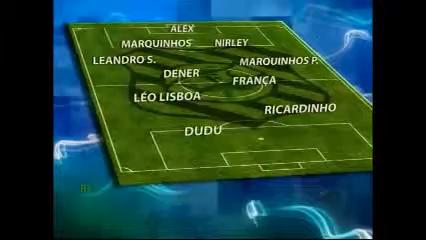 ALEX
MARQUINHOS NIRLEY
LEANDRO S. MARQUINHOS P.
DENER FRANÇA
LÉO LISBOA RICARDINHO
DUDU